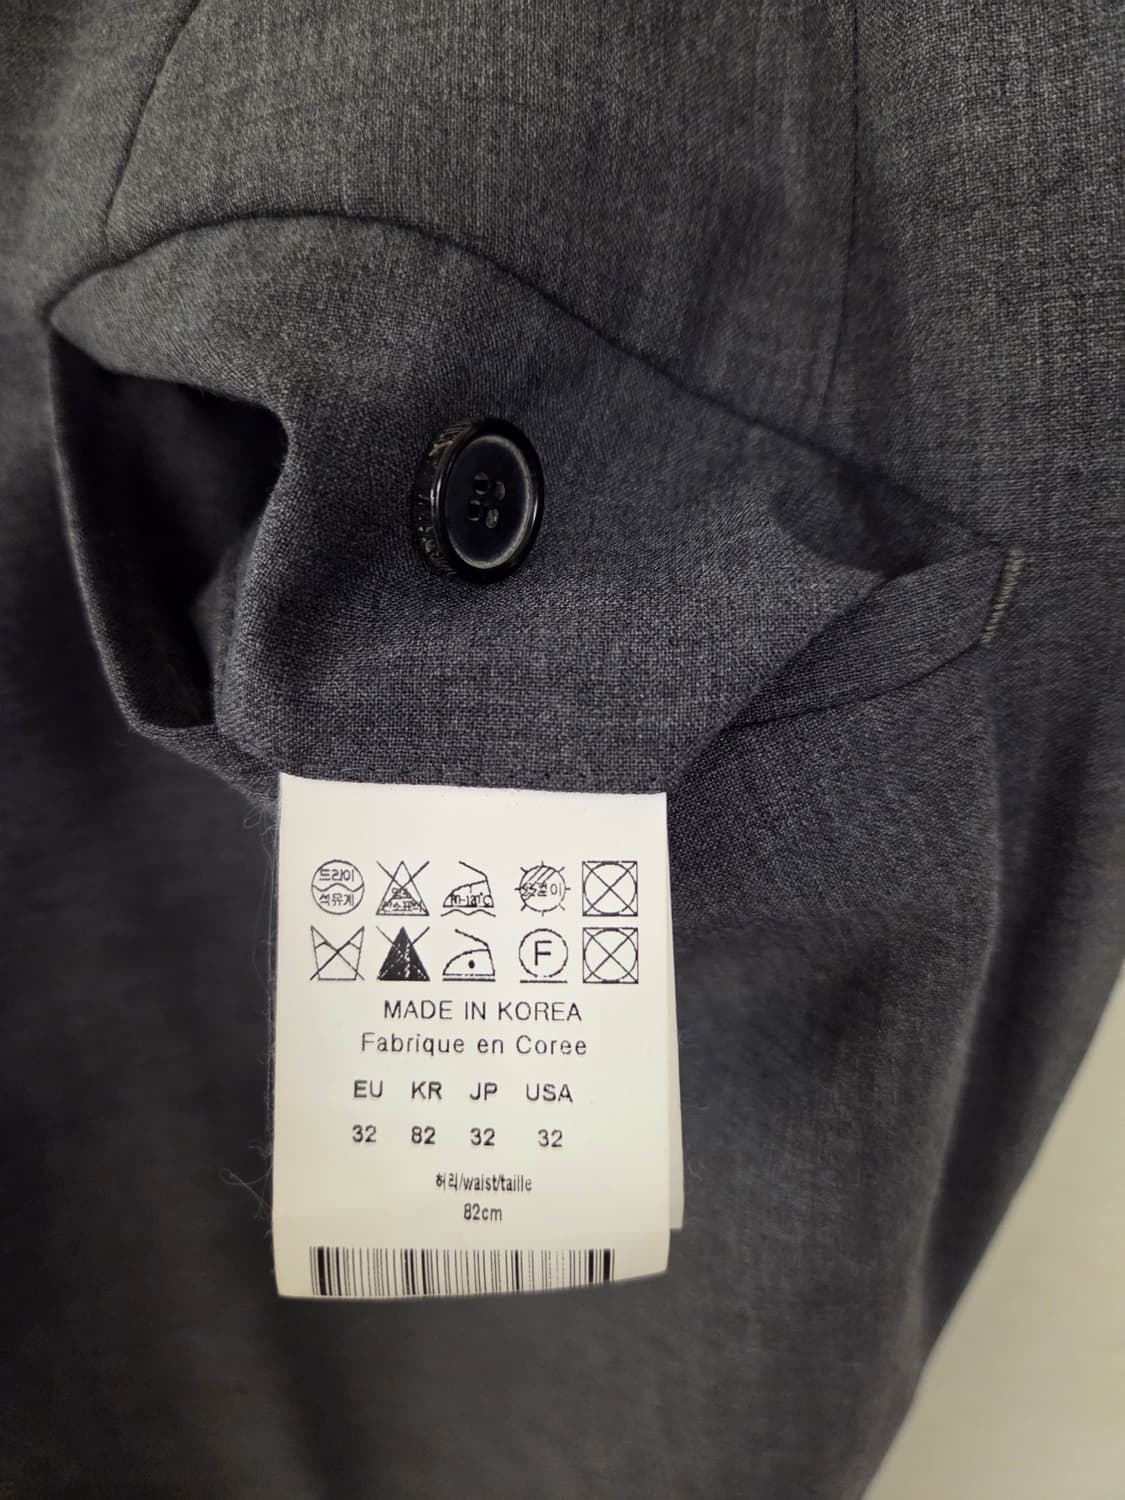 드라이
석유계
F
MADE IN KOREA
Fabrique en Coree
EU KR JP USA
32 82 32 32
허리/waist/taille
82cm